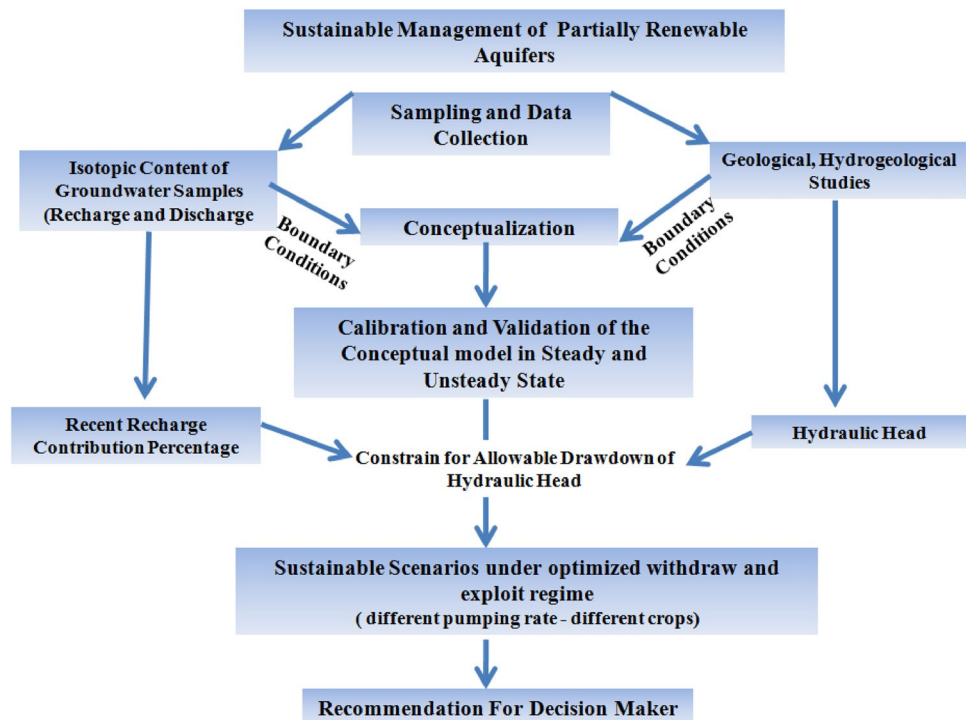 Sustainable Management of Partially Renewable
Aquifers
Sampling and Data
Collection
Isotopic Content of
Groundwater Samples
(Recharge and Discharge
Geological, Hydrogeological
Studies
Boundary
Conditions
Conceptualization
Boundary
Conditions
Calibration and Validation of the
Conceptual model in Steady and
Unsteady State
Recent Recharge
Contribution Percentage
Hydraulic Head
Constrain for Allowable Drawdown of
Hydraulic Head
Sustainable Scenarios under optimized withdraw and
exploit regime
( different pumping rate - different crops)
Recommendation For Decision Maker